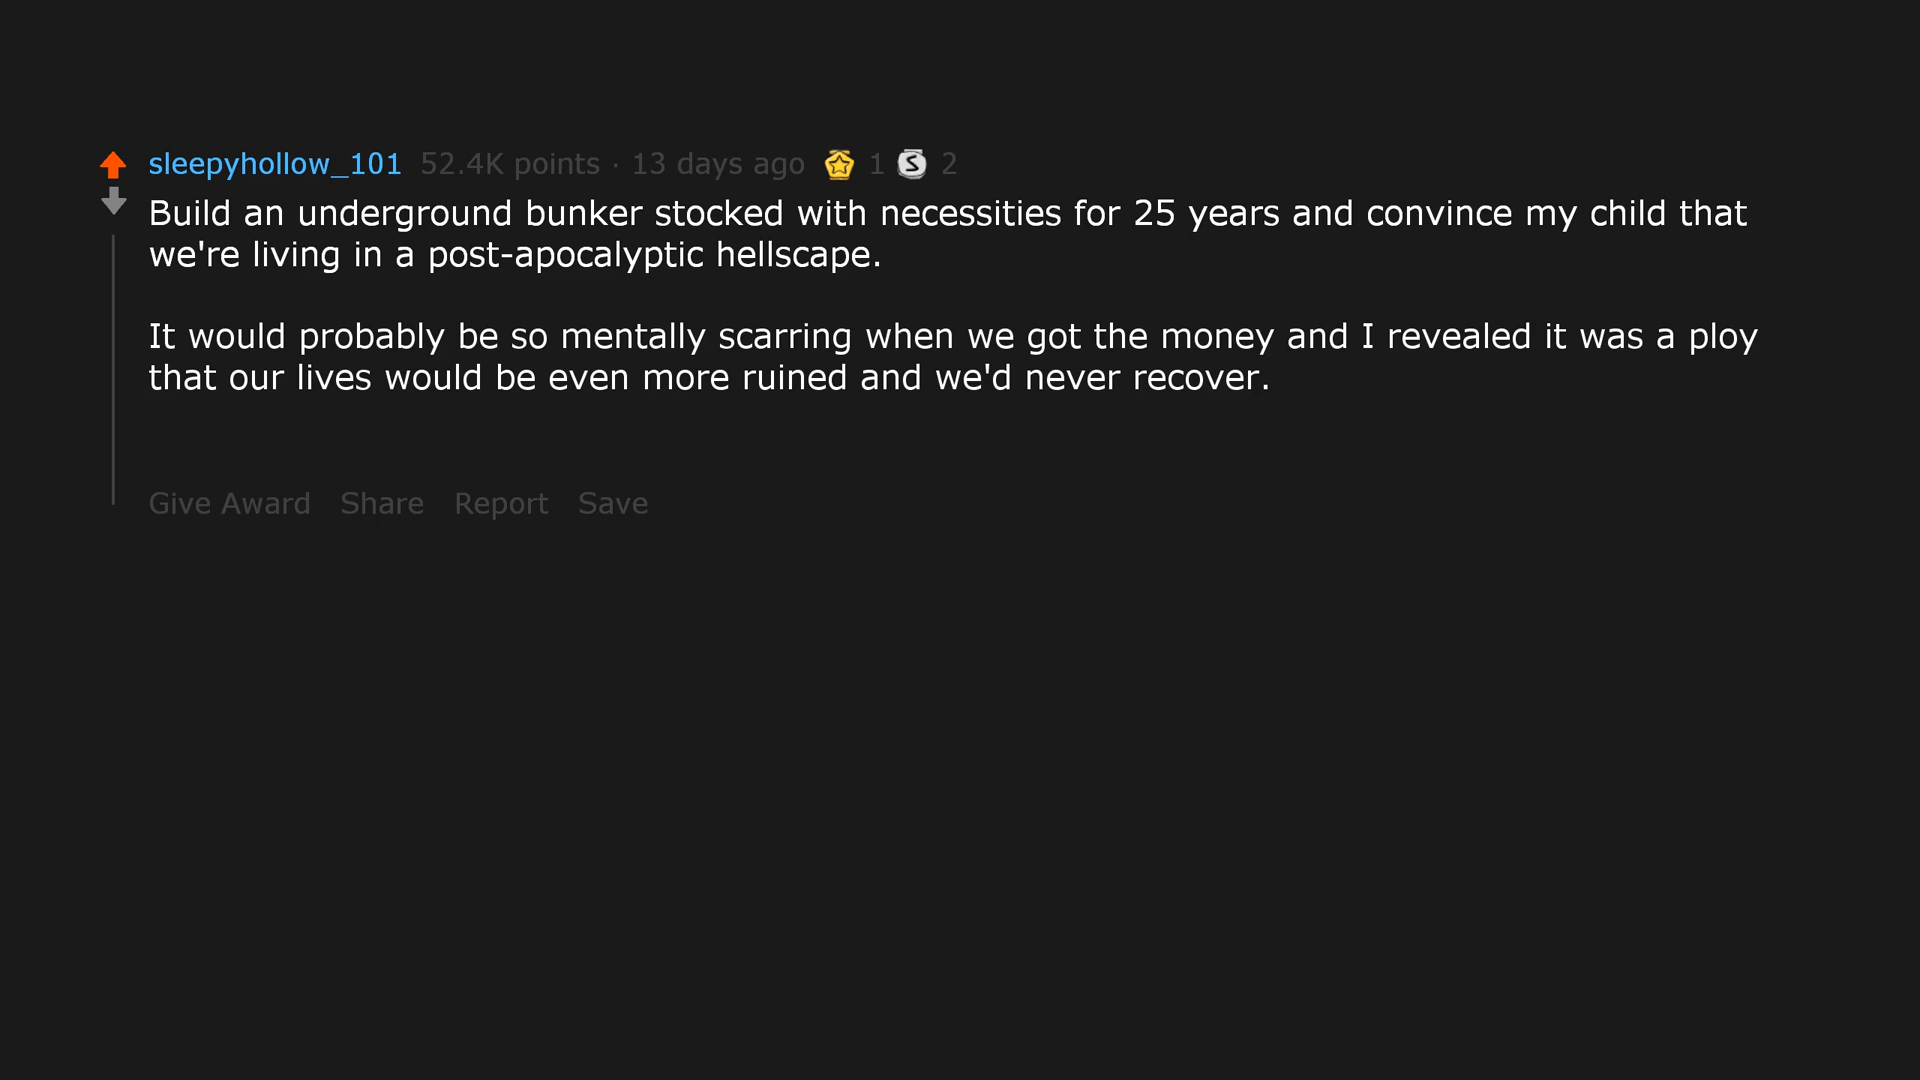 sleepyhollow_101 52.4K points · 13 days ago 1 S 2
Build an underground bunker stocked with necessities for 25 years and convince my child that
we're living in a post-apocalyptic hellscape.
It would probably be so mentally scarring when we got the money and I revealed it was a ploy
that our lives would be even more ruined and we'd never recover.
Give Award Share Report Save